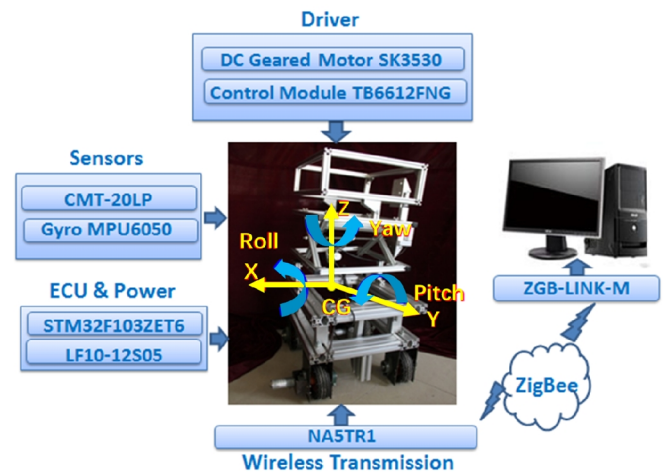 Driver
DC Geared Motor SK3530
Control Module TB6612FNG
Sensors
CMT-20LP
Gyro MPU6050
ECU & Power
STM32F103ZET6
LF10-12S05
Z
Yaw
Roll
X
CG
Pitch
Y
ZGB-LINK-M
ZigBee
NA5TR1
Wireless Transmission